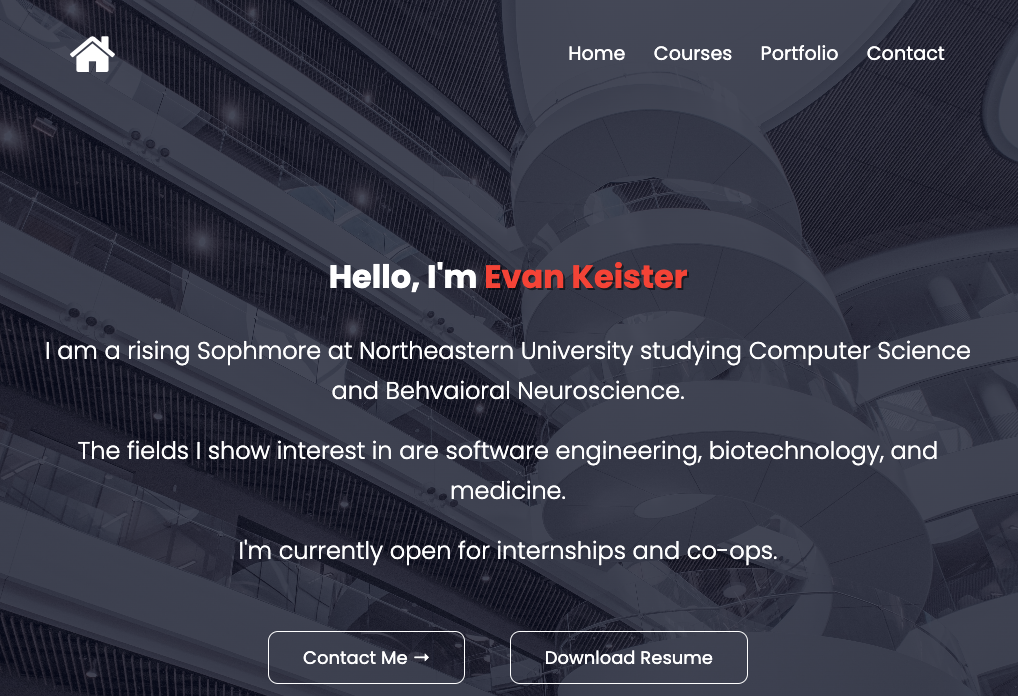 Home Courses Portfolio Contact
Hello, I'm Evan Keister
I am a rising Sophmore at Northeastern University studying Computer Science
and Behvaioral Neuroscience.
The fields I show interest in are software engineering, biotechnology, and
medicine.
I'm currently open for internships and co-ops.
Contact Me →
Download Resume